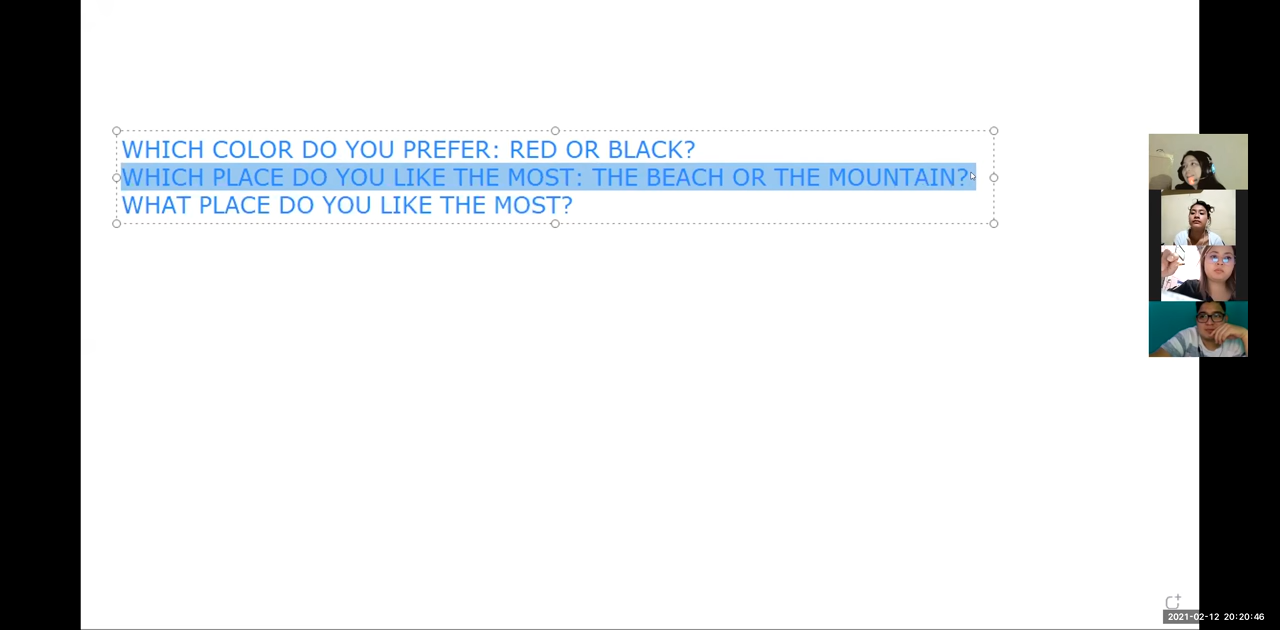 WHICH COLOR DO YOU PREFER: RED OR BLACK?
WHICH PLACE DO YOU LIKE THE MOST: THE BEACH OR THE MOUNTAIN?
WHAT PLACE DO YOU LIKE THE MOST?
2021-02-12 20:20:46